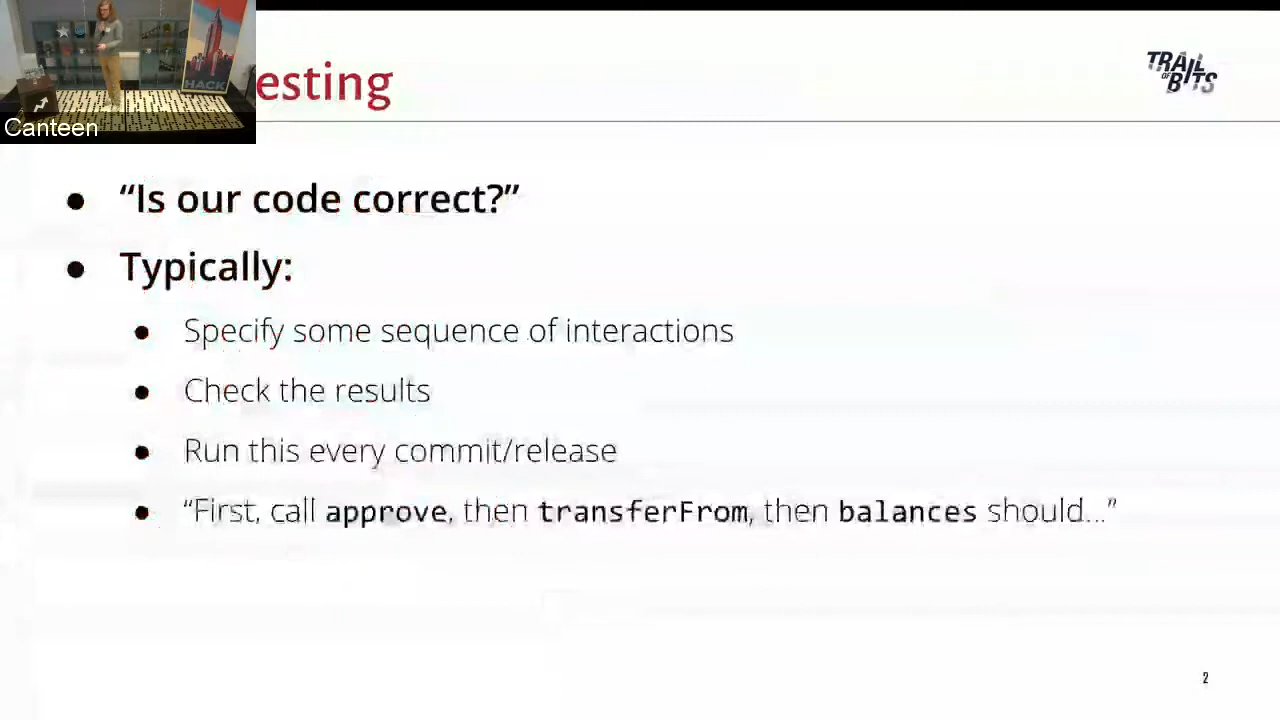 HACK
Canteen
esting
TRAIL
OF
BITS
“Is our code correct?”
Typically:
Specify some sequence of interactions
Check the results
Run this every commit/release
“First, call approve, then transferFrom, then balances should...”
2